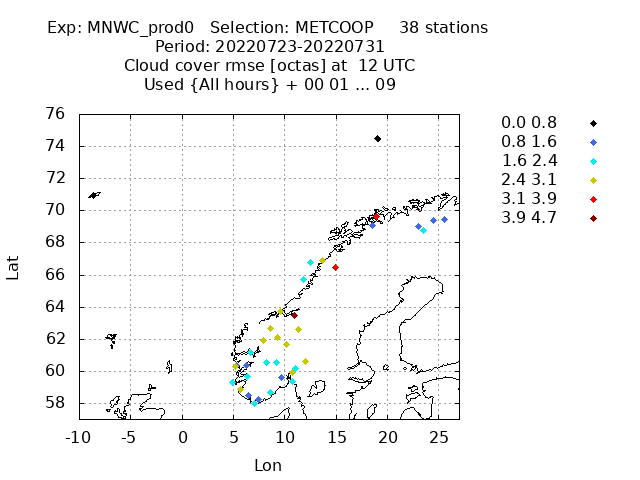 Exp: MNWC_prod0   Selection: METCOOP     38 stations
Period: 20220723-20220731
Cloud cover rmse [octas] at  12 UTC
Used {All hours} + 00 01 ... 09
76
74
72
70
68
66
64
62
60
58
Lat
-10 -5 0 5 10 15 20 25
Lon
0.0 0.8
0.8 1.6
1.6 2.4
2.4 3.1
3.1 3.9
3.9 4.7